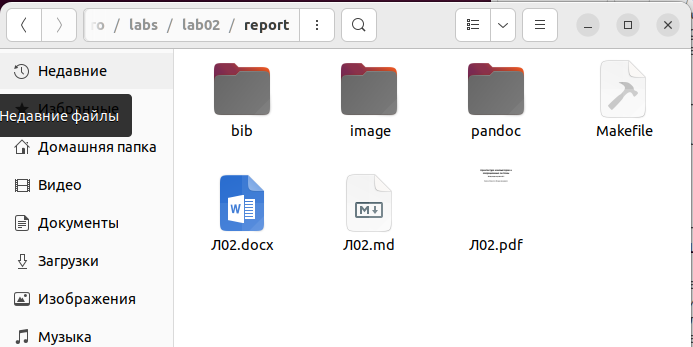 ro / labs / lab02 / report
Недавние
Избранные
Недавние файлы
Домашняя папка
Видео
Документы
Загрузки
Изображения
Музыка
bib
image
pandoc
Makefile
W
Л02.docx
M
Л02.md
Л02.pdf